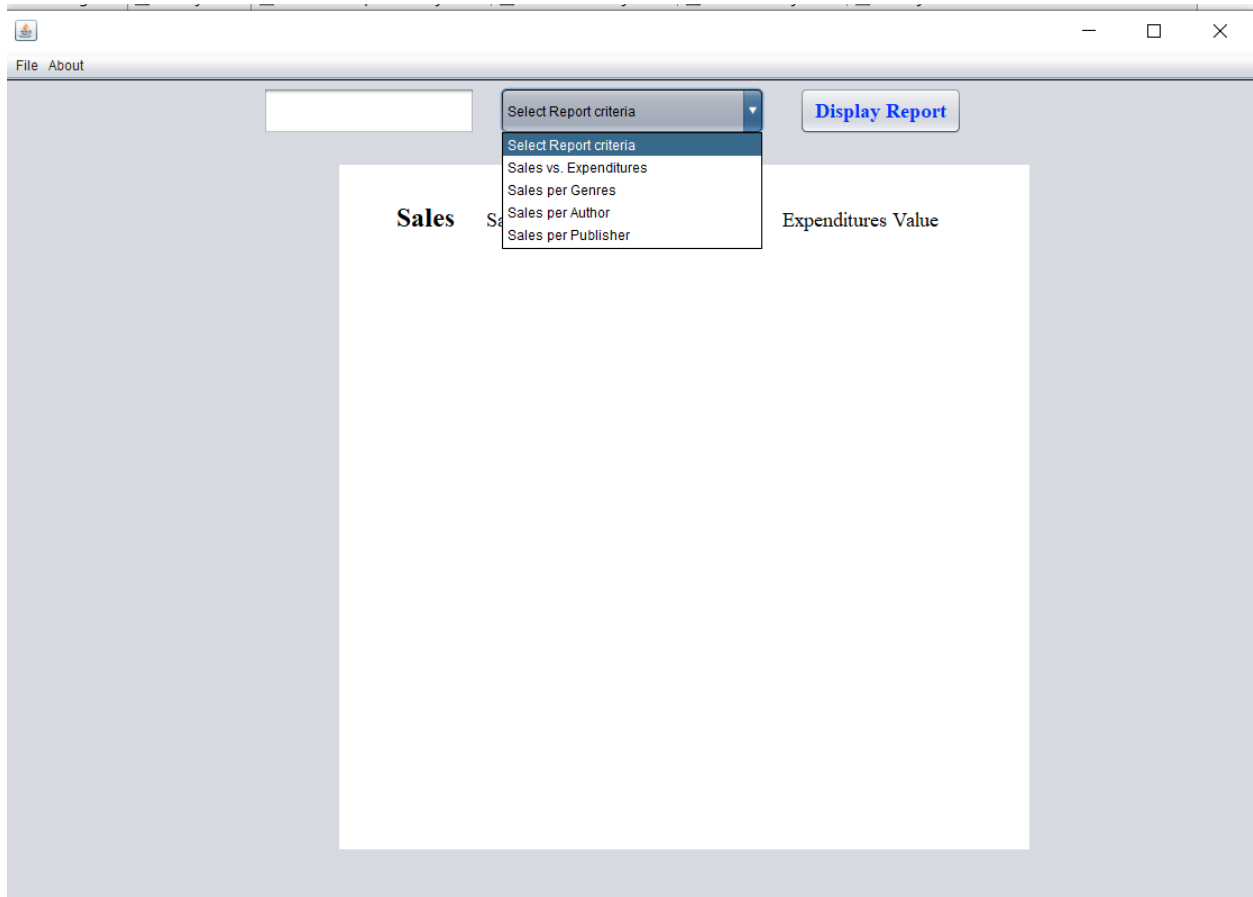 File About
Select Report criteria
Display Report
Select Report criteria
Sales vs. Expenditures
Sales per Genres
Sales per Author
Sales per Publisher
Sales
Expenditures Value